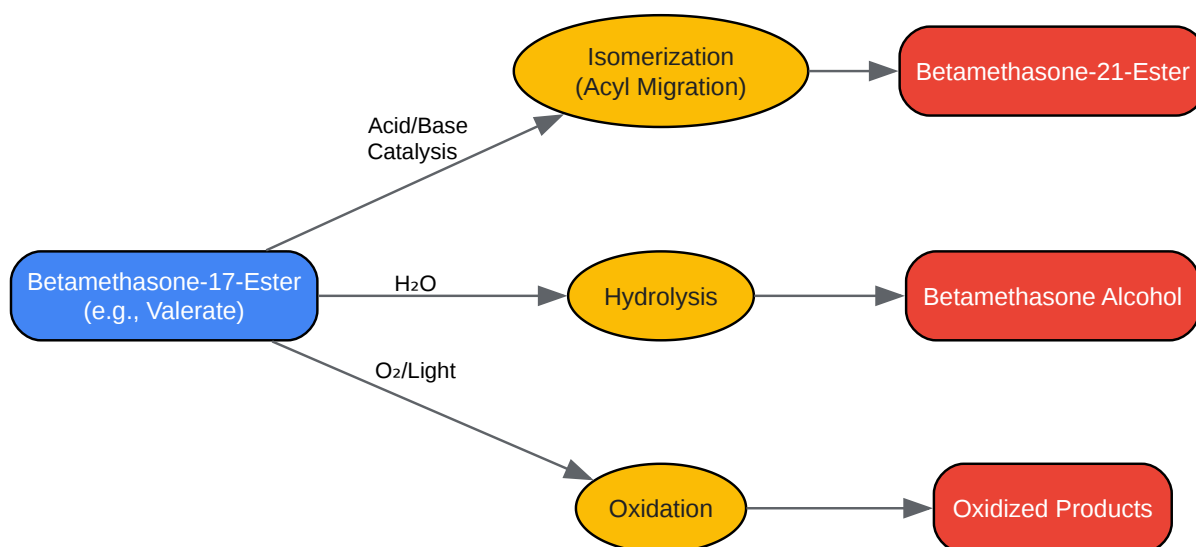 Isomerization
(Acyl Migration)
Betamethasone-21-Ester
Acid/Base
Catalysis
Betamethasone-17-Ester
(e.g., Valerate)
H₂O
Hydrolysis
Betamethasone Alcohol
O₂/Light
Oxidation
Oxidized Products